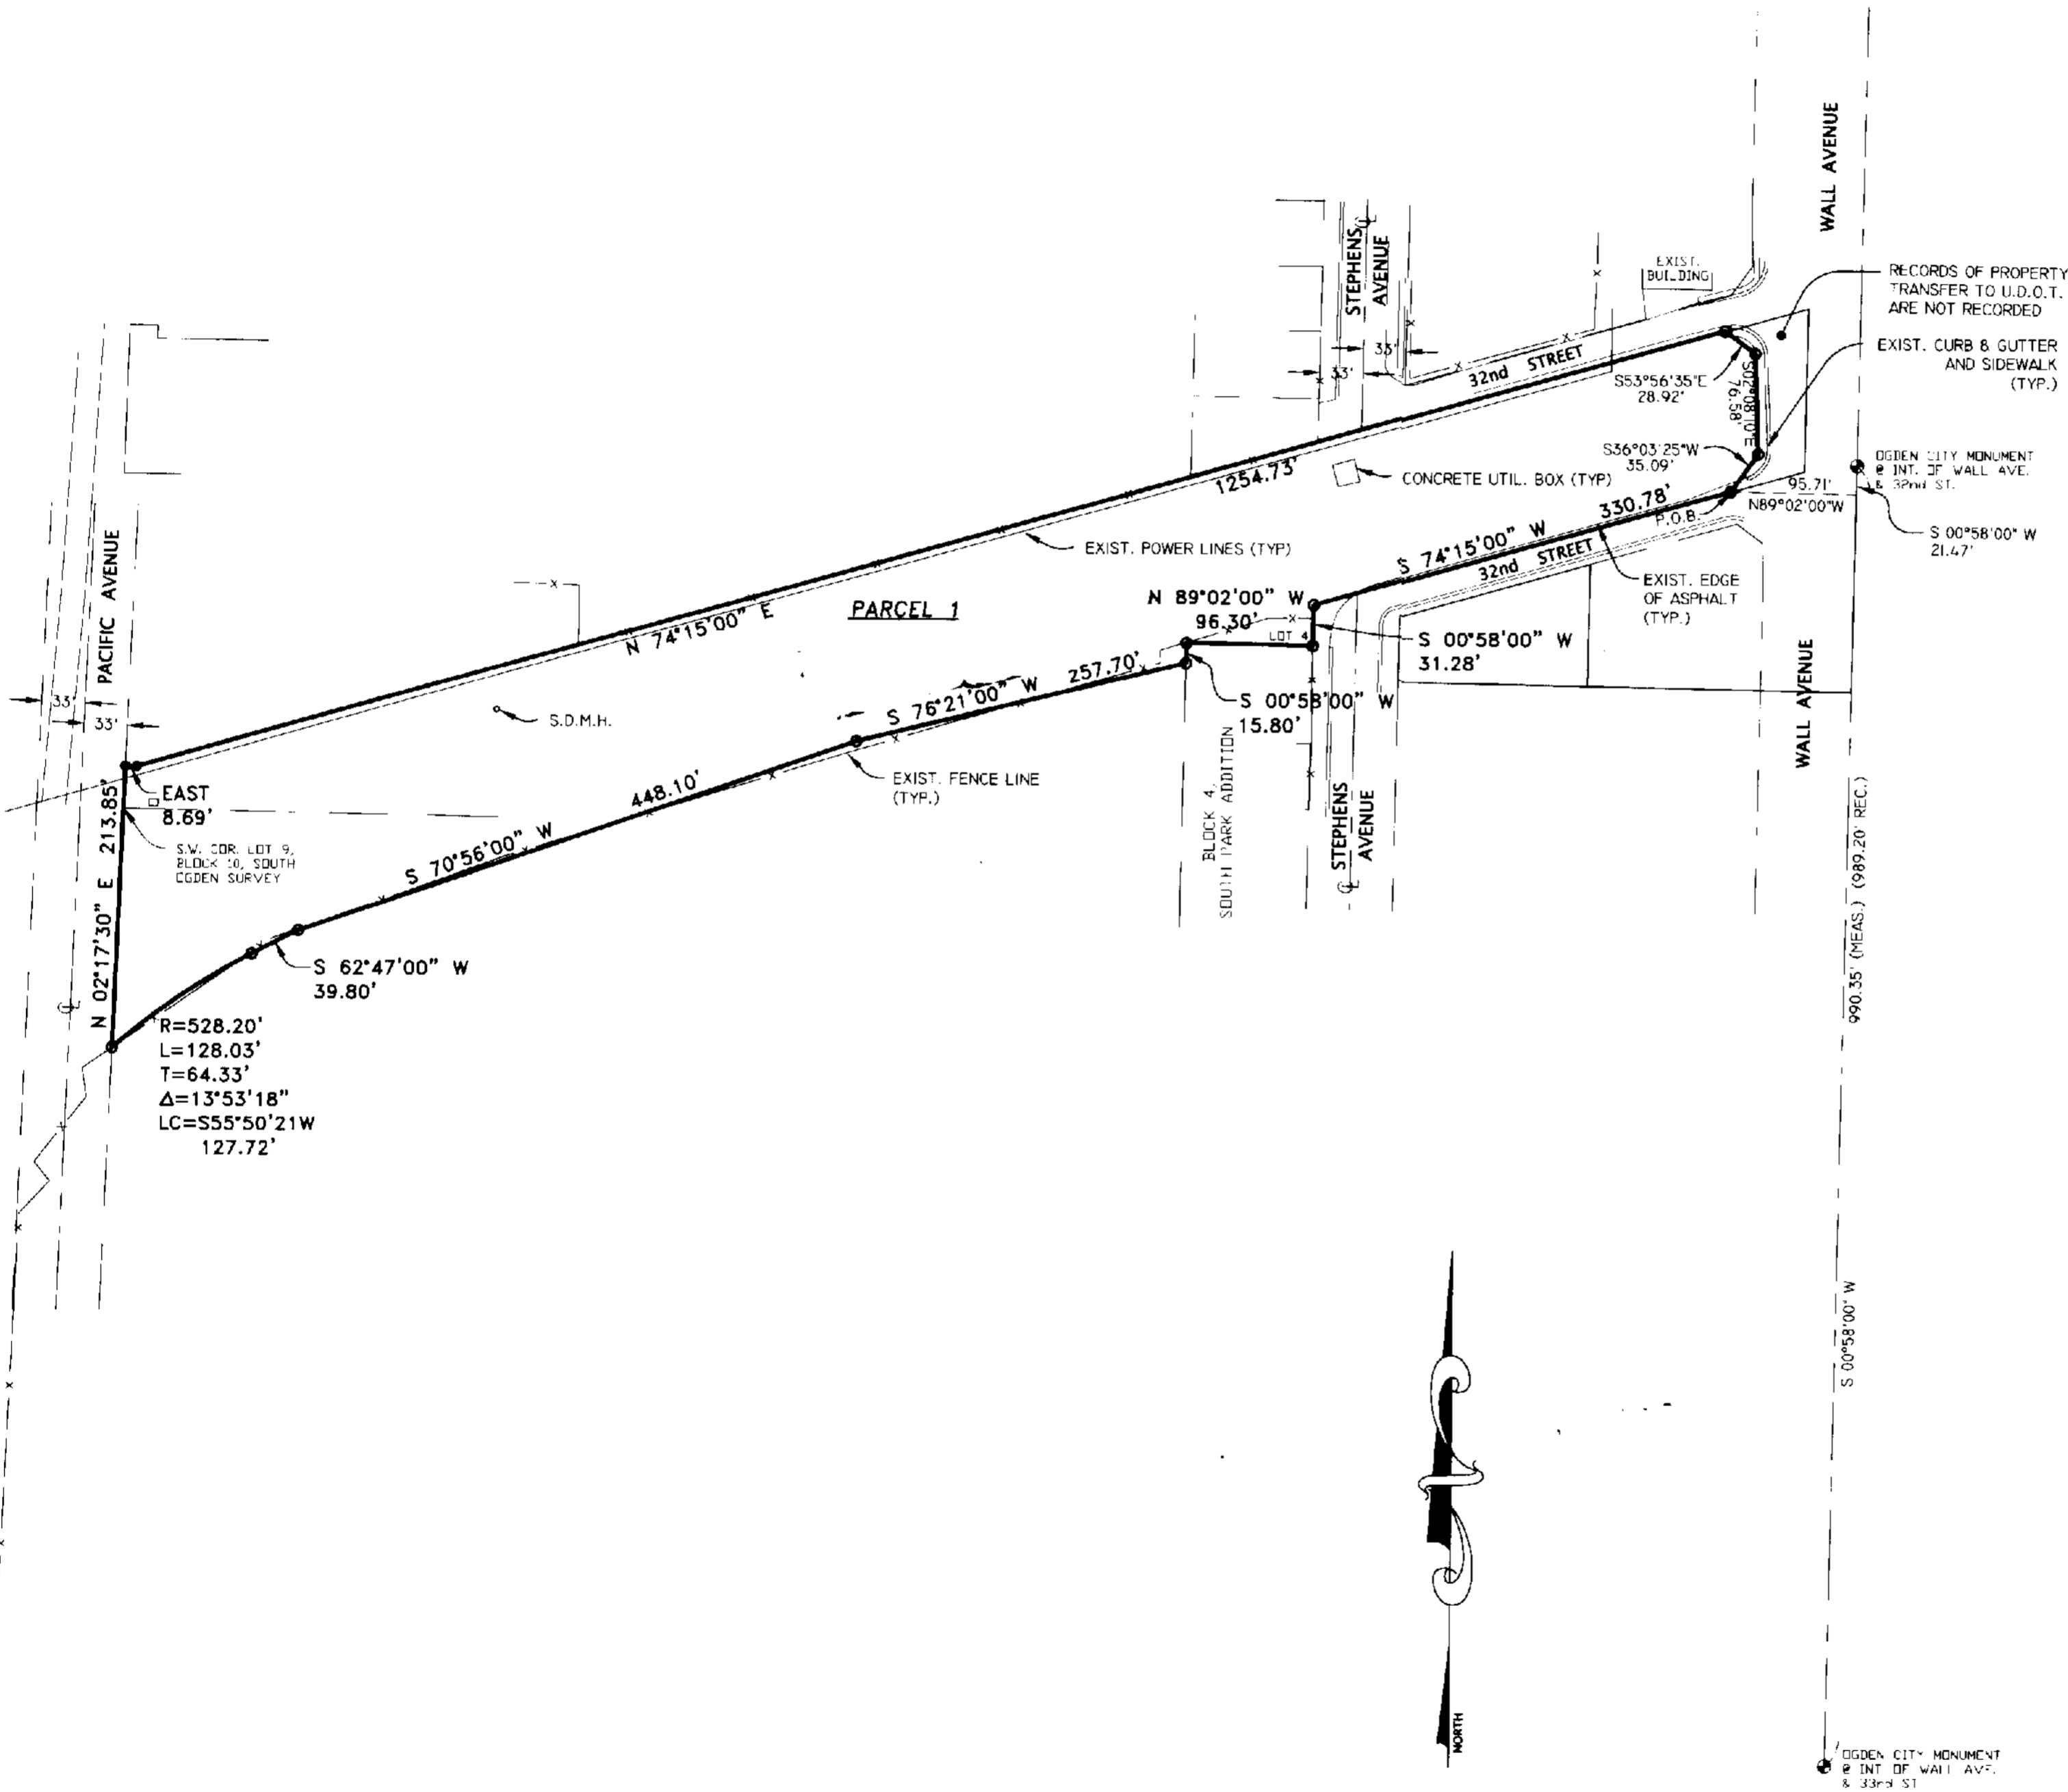 WALL AVENUE
RECORDS OF PROPERTY
TRANSFER TO U.D.O.T.
ARE NOT RECORDED
EXIST.
BUILDING
STEPHENS
AVENUE
33'
33'
32nd STREET
EXIST. CURB & GUTTER
AND SIDEWALK
(TYP.)
S53°56'35"E
28.92'
S02°08'10"E
76.58'
S36°03'25"W
35.09'
OGDEN CITY MONUMENT
@ INT. OF WALL AVE.
& 32nd ST.
95.71'
N89°02'00"W
S 00°58'00" W
21.47'
1254.73'
CONCRETE UTIL. BOX (TYP)
330.78'
P.O.B.
S 74°15'00" W
32nd STREET
EXIST. POWER LINES (TYP)
EXIST. EDGE
OF ASPHALT
(TYP.)
PACIFIC AVENUE
PARCEL 1
N 74°15'00" E
N 89°02'00" W
96.30'
LOT 4
S 00°58'00" W
31.28'
257.70'
S 76°21'00" W
S 00°58'00" W
15.80'
33'
33'
S.D.M.H.
WALL AVENUE
EXIST. FENCE LINE
(TYP.)
448.10'
EAST
8.69'
N 02°17'30" E 213.85'
S.W. COR. LOT 9,
BLOCK 10, SOUTH
OGDEN SURVEY
S 70°56'00" W
BLOCK 4,
SOUTH PARK ADDITION
STEPHENS
AVENUE
S 62°47'00" W
39.80'
R=528.20'
L=128.03'
T=64.33'
Δ=13°53'18"
LC=S55°50'21W
127.72'
990.35' (MEAS.) (989.20' REC.)
S 00°58'00" W
NORTH
OGDEN CITY MONUMENT
@ INT OF WALL AVE.
& 33rd ST